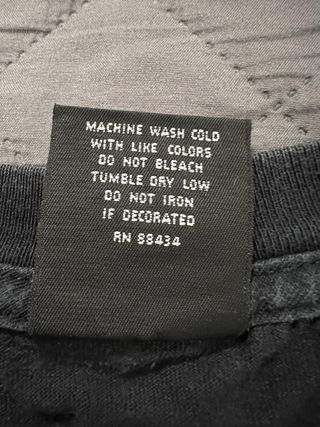 MACHINE WASH COLD
WITH LIKE COLORS
DO NOT BLEACH
TUMBLE DRY LOW
DO NOT IRON
IF DECORATED
RN 88434